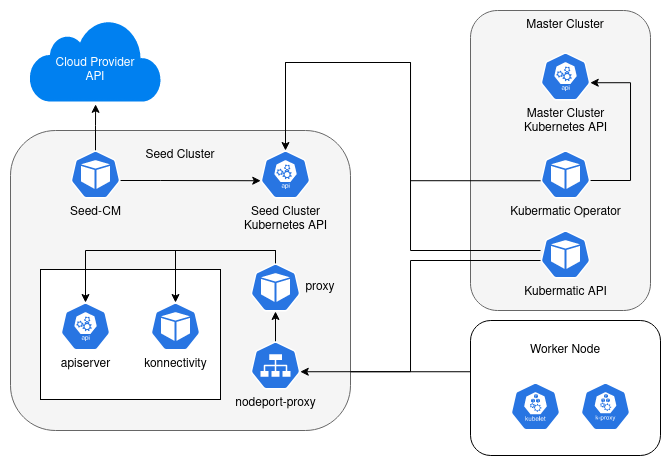 Cloud Provider
API
Seed Cluster
Seed-CM
api
Seed Cluster
Kubernetes API
proxy
api
apiserver
konnectivity
nodeport-proxy
Master Cluster
api
Master Cluster
Kubernetes API
Kubermatic Operator
Kubermatic API
Worker Node
kubelet
k-proxy